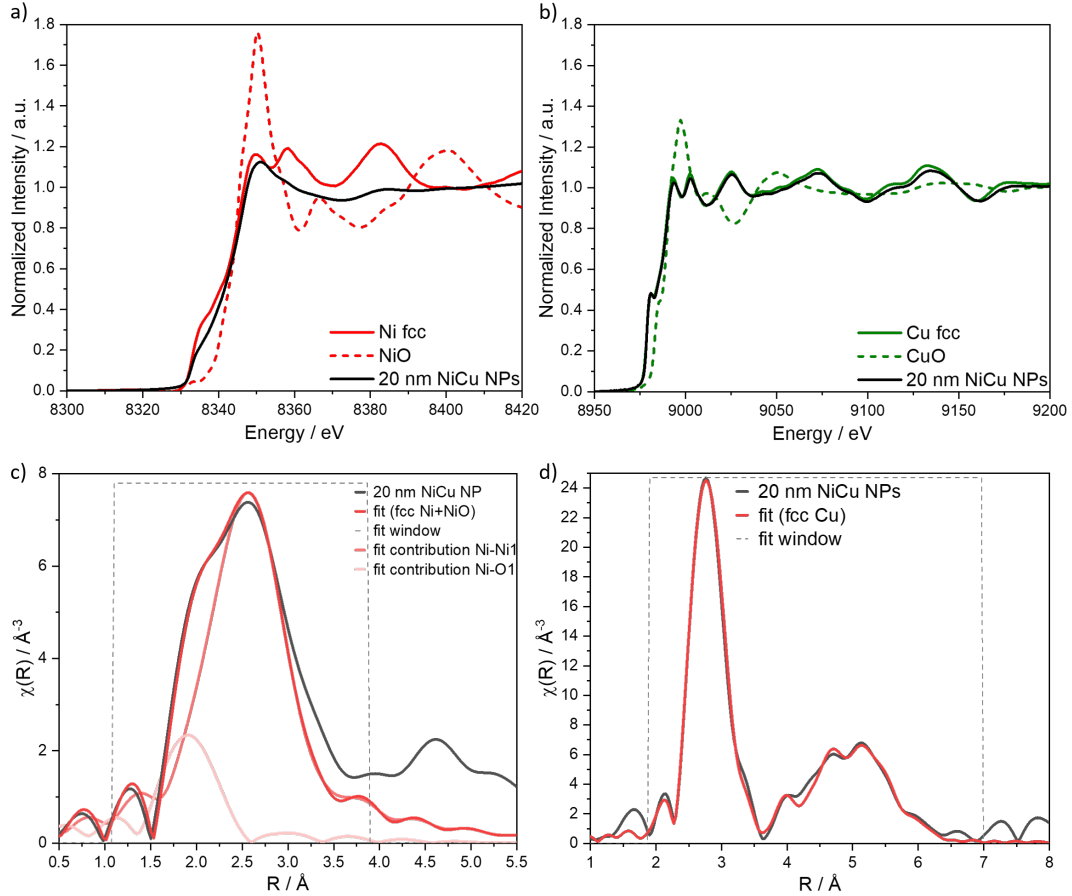 a)
Normalized Intensity / a.u.
1.8
1.6
1.4
1.2
1.0
0.8
0.6
0.4
0.2
0.0
Ni fcc
NiO
20 nm NiCu NPs
8300 8320 8340 8360 8380 8400 8420
Energy / eV
b)
Normalized Intensity / a.u.
1.8
1.6
1.4
1.2
1.0
0.8
0.6
0.4
0.2
0.0
Cu fcc
CuO
20 nm NiCu NPs
8950 9000 9050 9100 9150 9200
Energy / eV
c)
χ(R) / Å-3
8
6
4
2
0
20 nm NiCu NP
fit (fcc Ni+NiO)
fit window
fit contribution Ni-Ni1
fit contribution Ni-O1
0.5 1.0 1.5 2.0 2.5 3.0 3.5 4.0 4.5 5.0 5.5
R / Å
d)
χ(R) / Å-3
24
22
20
18
16
14
12
10
8
6
4
2
0
20 nm NiCu NPs
fit (fcc Cu)
fit window
1 2 3 4 5 6 7 8
R / Å